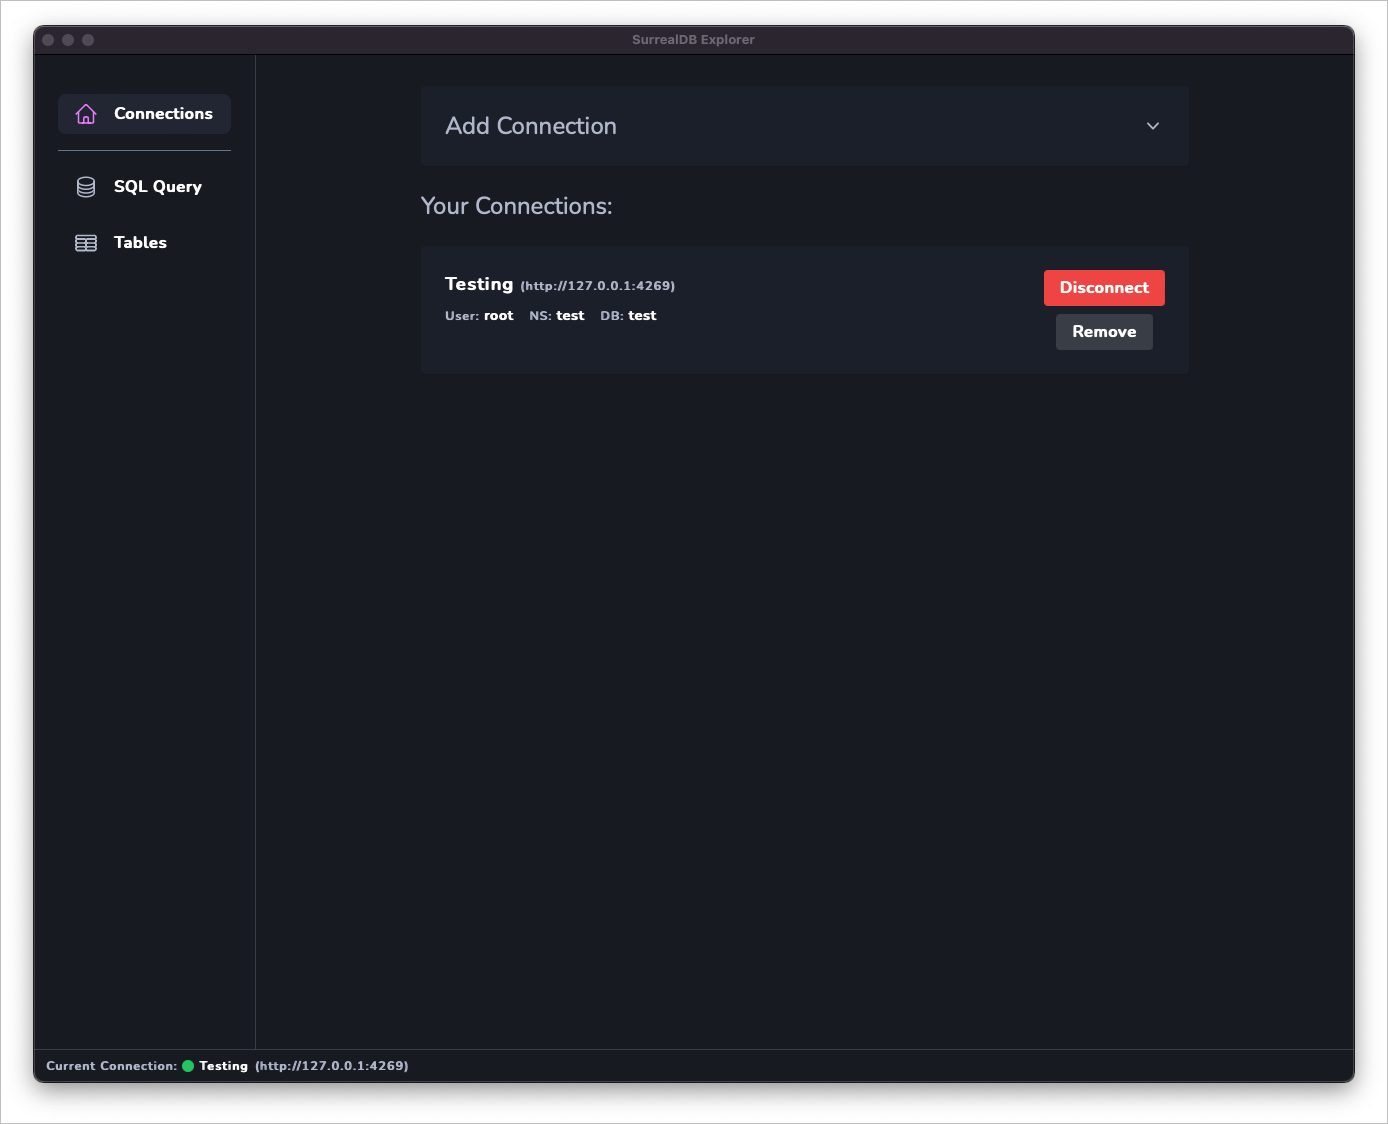 SurrealDB Explorer
Connections
SQL Query
Tables
Add Connection
Your Connections:
Testing (http://127.0.0.1:4269)
User: root NS: test DB: test
Disconnect
Remove
Current Connection: Testing (http://127.0.0.1:4269)